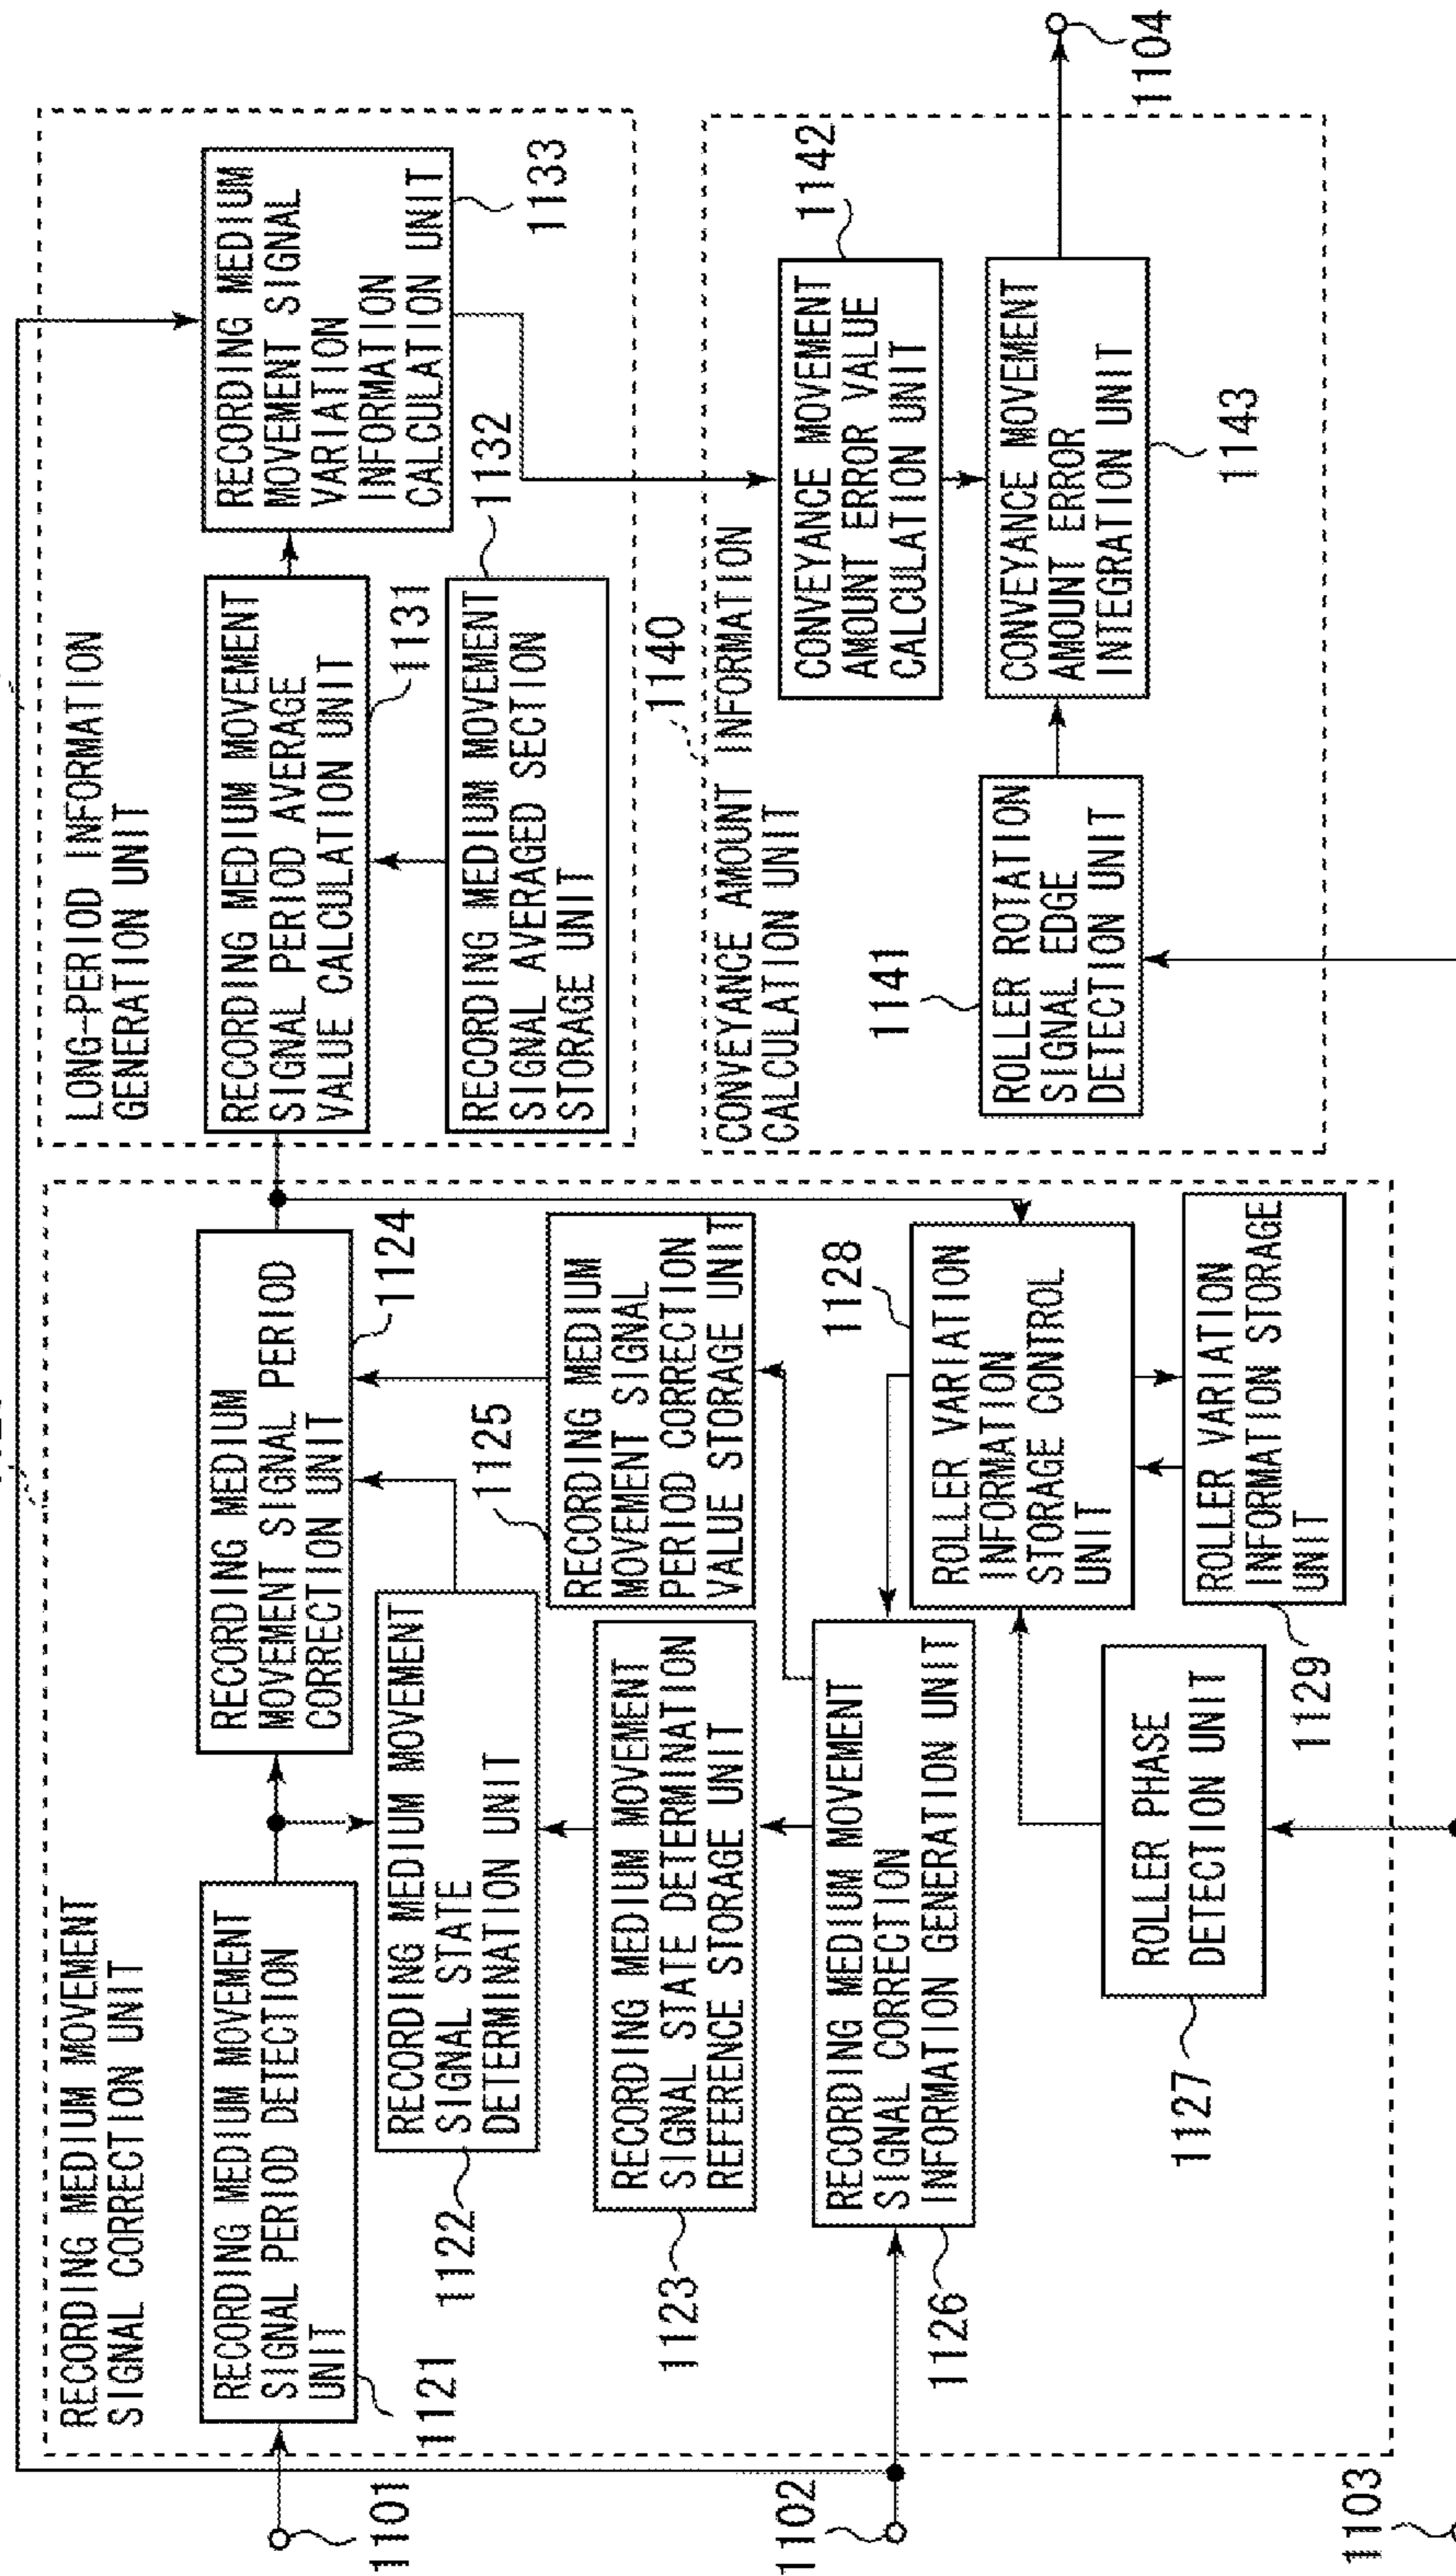 RECORDING MEDIUM MOVEMENT
SIGNAL CORRECTION UNIT
RECORDING MEDIUM MOVEMENT
SIGNAL PERIOD DETECTION
UNIT
1121
1101
RECORDING MEDIUM
MOVEMENT SIGNAL PERIOD
CORRECTION UNIT
1124
RECORDING MEDIUM MOVEMENT
SIGNAL STATE
DETERMINATION UNIT
1122
1125
RECORDING MEDIUM
MOVEMENT SIGNAL
PERIOD CORRECTION
VALUE STORAGE UNIT
RECORDING MEDIUM MOVEMENT
SIGNAL STATE DETERMINATION
REFERENCE STORAGE UNIT
1123
RECORDING MEDIUM MOVEMENT
SIGNAL CORRECTION
INFORMATION GENERATION UNIT
1126
1102
1128
ROLLER VARIATION
INFORMATION
STORAGE CONTROL
UNIT
ROLLER PHASE
DETECTION UNIT
1127
1129
ROLLER VARIATION
INFORMATION STORAGE
UNIT
1103
LONG-PERIOD INFORMATION
GENERATION UNIT
RECORDING MEDIUM MOVEMENT
SIGNAL PERIOD AVERAGE
VALUE CALCULATION UNIT
1131
RECORDING MEDIUM MOVEMENT
SIGNAL AVERAGED SECTION
STORAGE UNIT
1132
RECORDING MEDIUM
MOVEMENT SIGNAL
VARIATION
INFORMATION
CALCULATION UNIT
1133
1140
CONVEYANCE AMOUNT INFORMATION
CALCULATION UNIT
1142
CONVEYANCE MOVEMENT
AMOUNT ERROR VALUE
CALCULATION UNIT
1141
ROLLER ROTATION
SIGNAL EDGE
DETECTION UNIT
CONVEYANCE MOVEMENT
AMOUNT ERROR
INTEGRATION UNIT
1143
1104